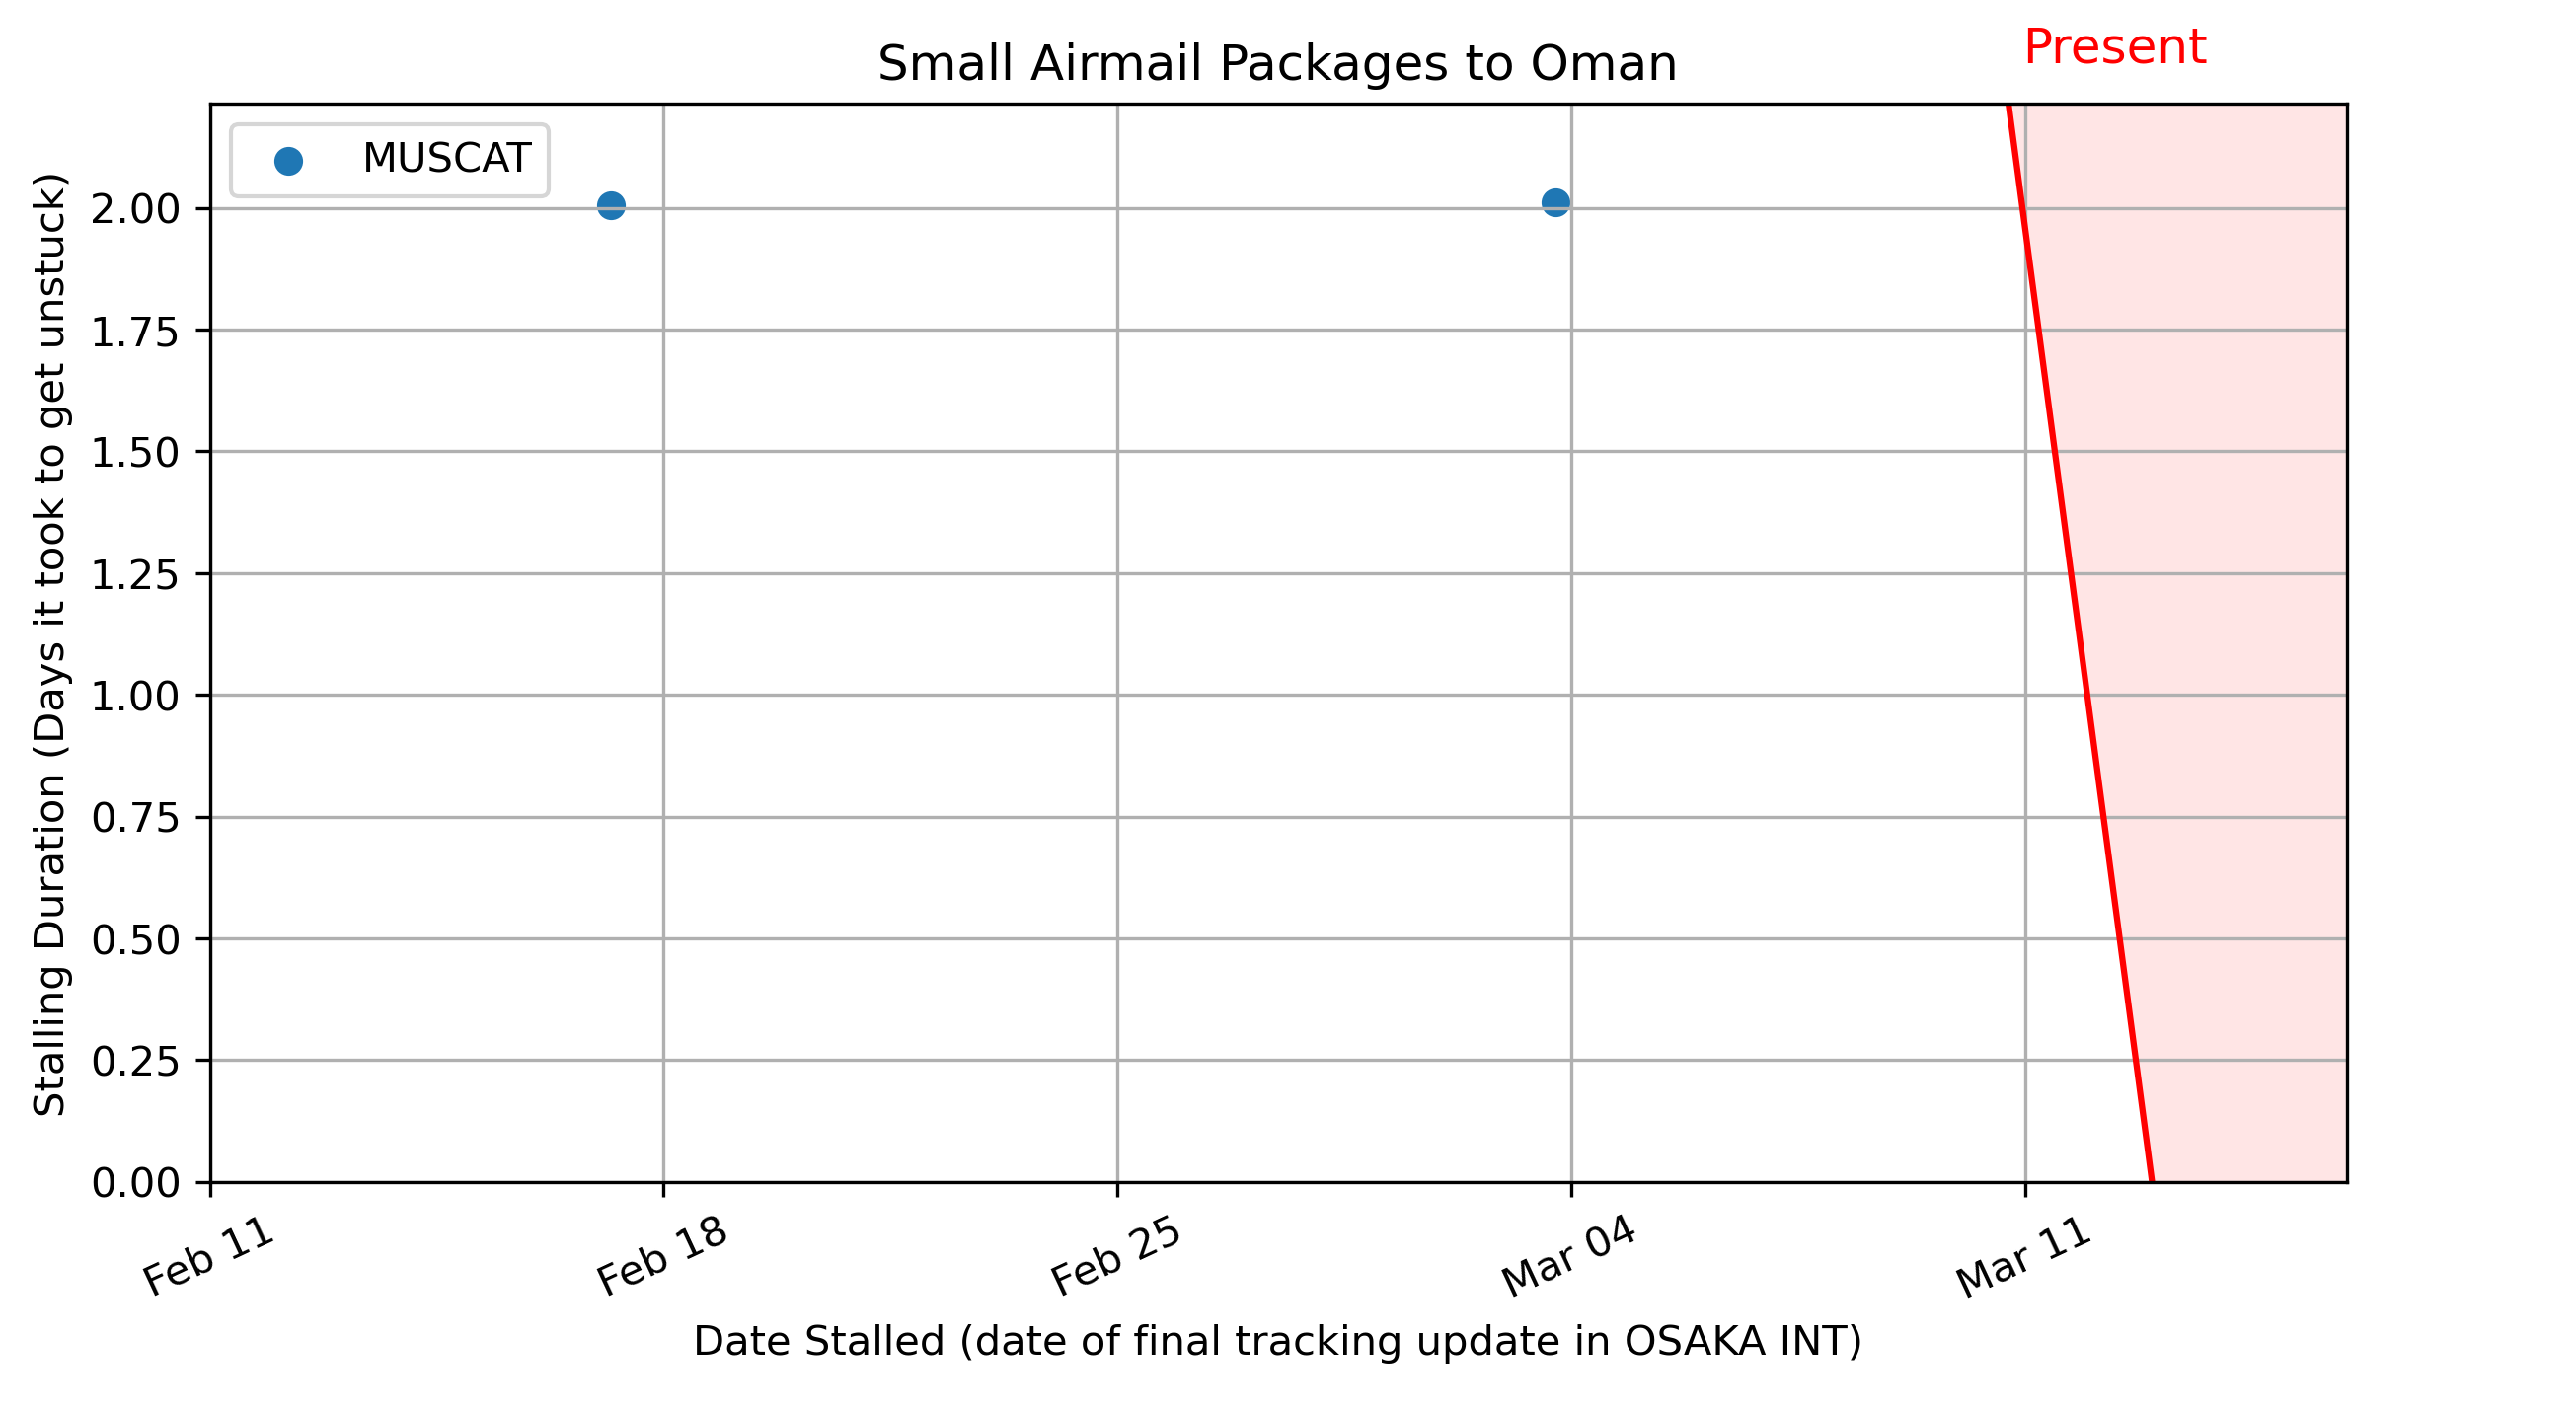 Present
Small Airmail Packages to Oman
MUSCAT
Stalling Duration (Days it took to get unstuck)
2.00
1.75
1.50
1.25
1.00
0.75
0.50
0.25
0.00
Feb 11
Feb 18
Feb 25
Mar 04
Mar 11
Date Stalled (date of final tracking update in OSAKA INT)